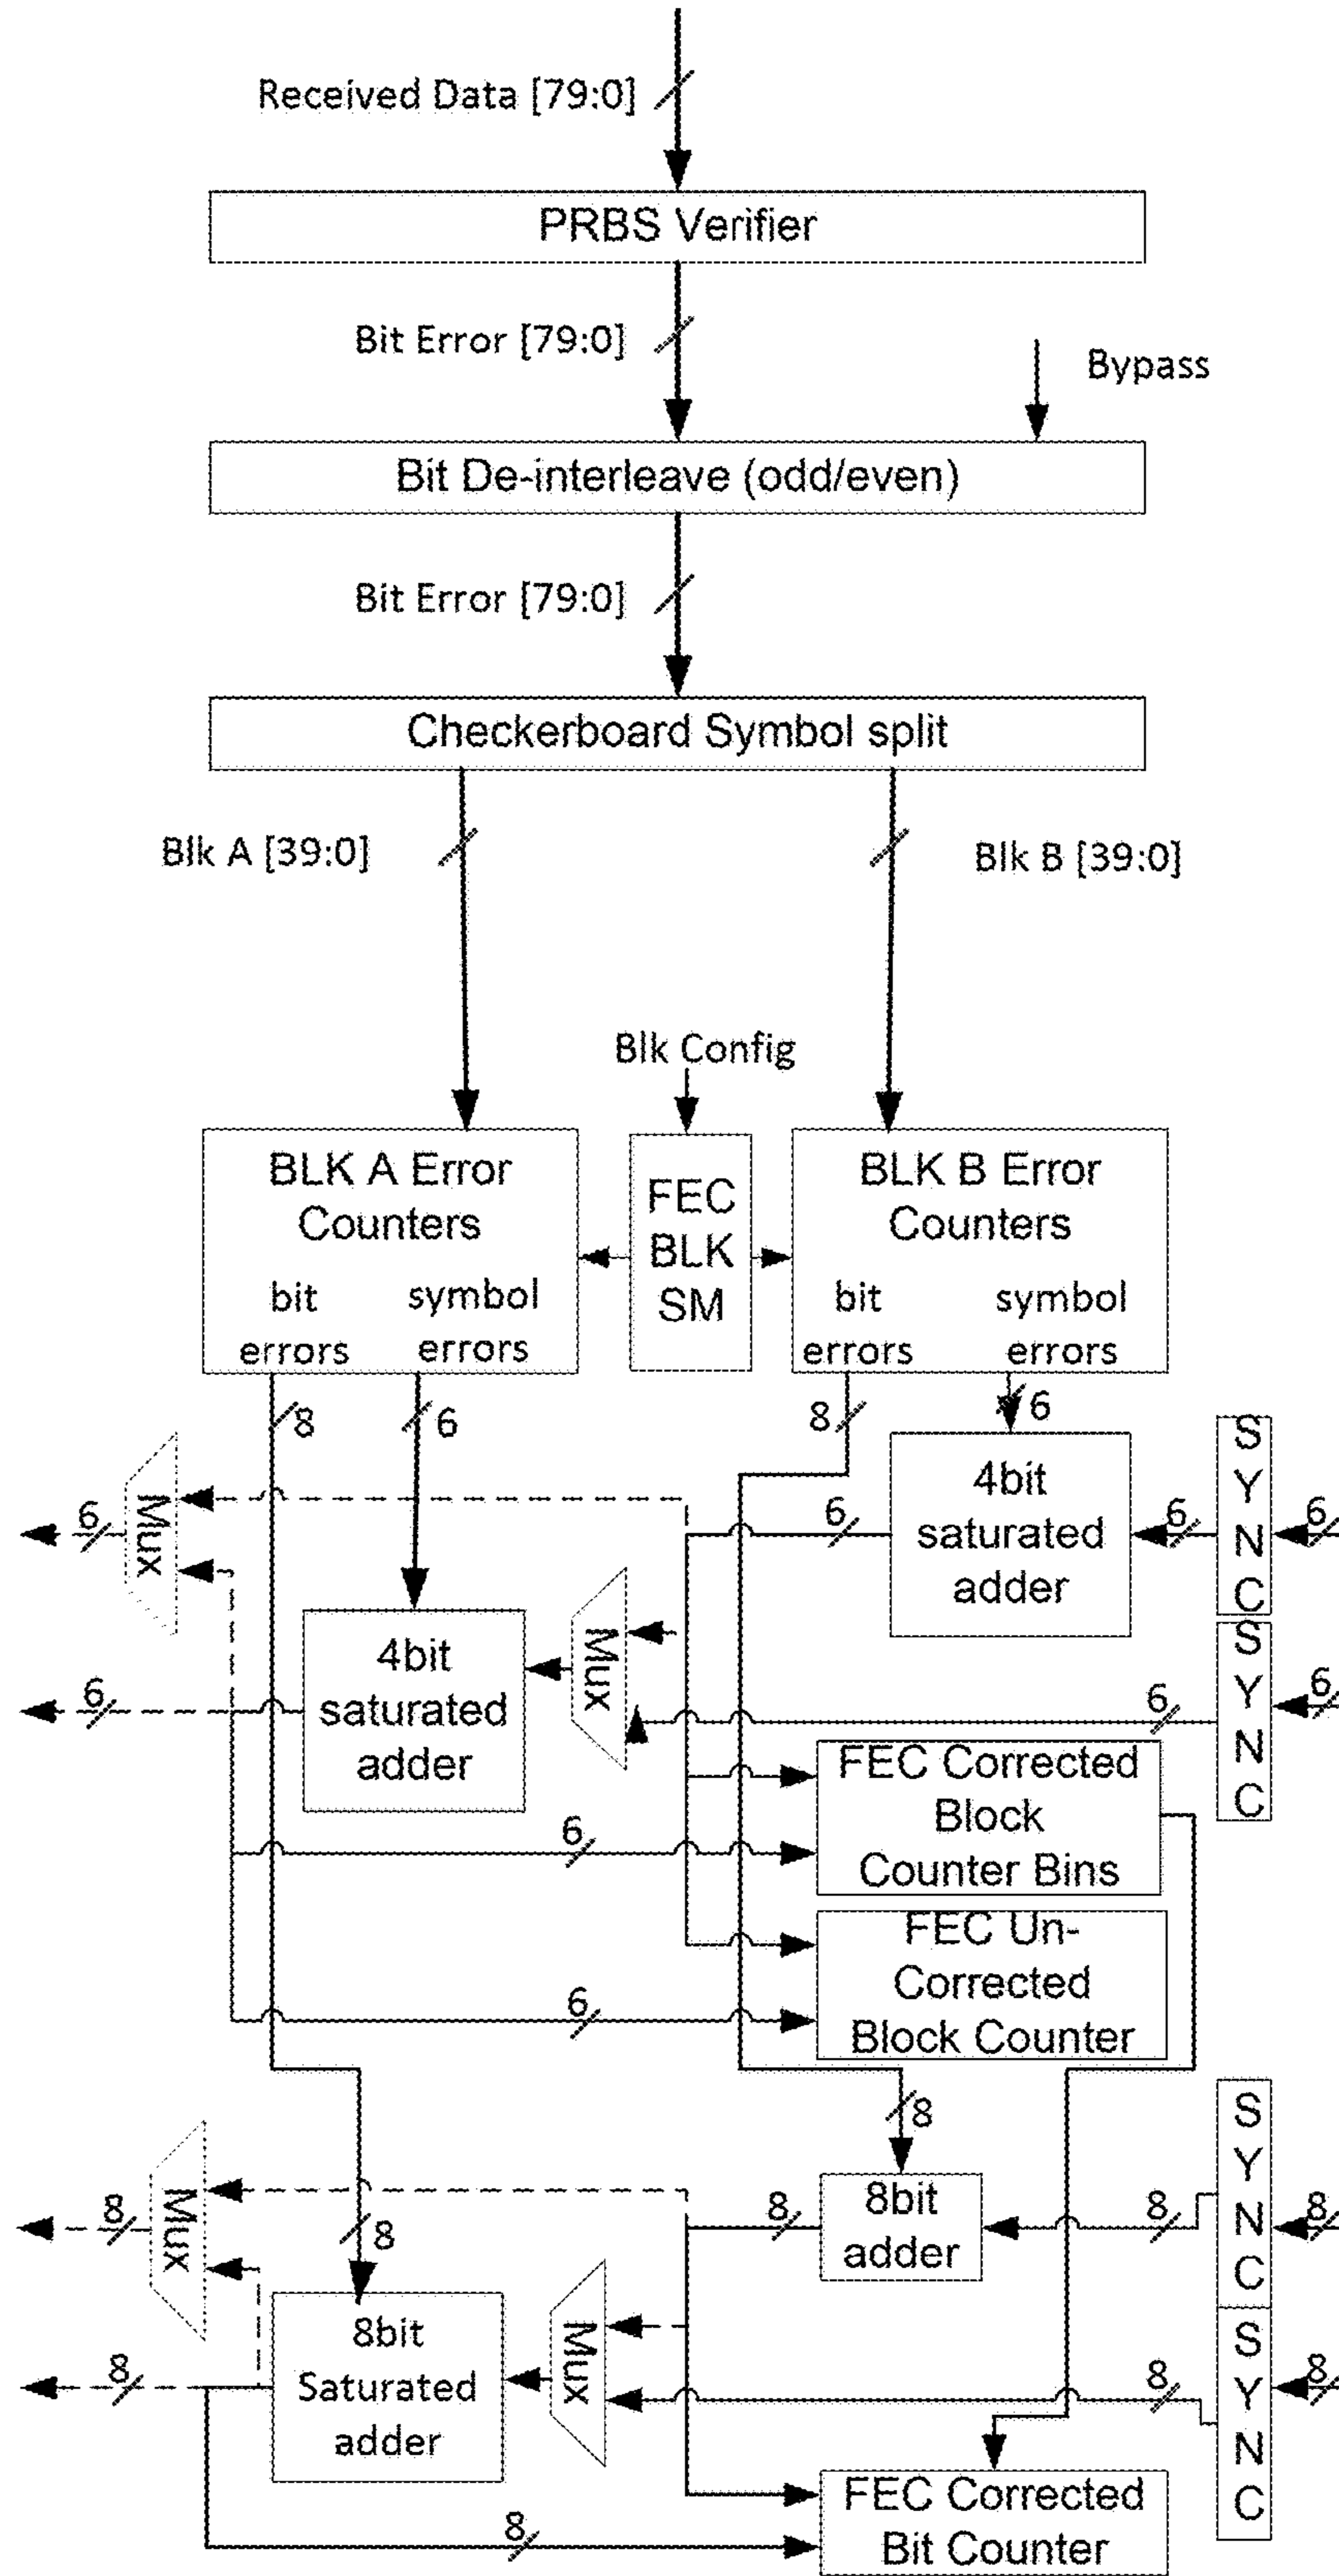 Received Data [79:0]
PRBS Verifier
Bit Error [79:0]
Bypass
Bit De-interleave (odd/even)
Bit Error [79:0]
Checkerboard Symbol split
Blk A [39:0]
Blk B [39:0]
Blk Config
BLK A Error
Counters
bit
errors
symbol
errors
FEC
BLK
SM
BLK B Error
Counters
bit
errors
symbol
errors
8
6
8
6
Mux
6
4bit
saturated
adder
6
6
S
Y
N
C
6
4bit
saturated
adder
Mux
6
6
S
Y
N
C
6
FEC Corrected
Block
Counter Bins
6
FEC Un-
Corrected
Block Counter
6
8
Mux
8
8
8bit
adder
8
8
S
Y
N
C
8
8
8bit
Saturated
adder
Mux
8
S
Y
N
C
8
FEC Corrected
Bit Counter
8